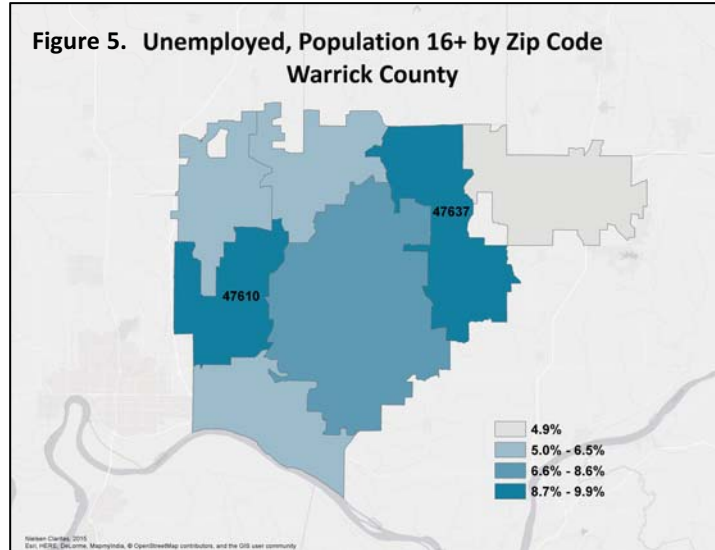 Figure 5. Unemployed, Population 16+ by Zip Code
Warrick County
47637
47610
4.9%
5.0% - 6.5%
6.6% - 8.6%
8.7% - 9.9%
Nielsen Claritas, 2015
Esri, HERE, DeLorme, MapmyIndia, © OpenStreetMap contributors, and the GIS user community